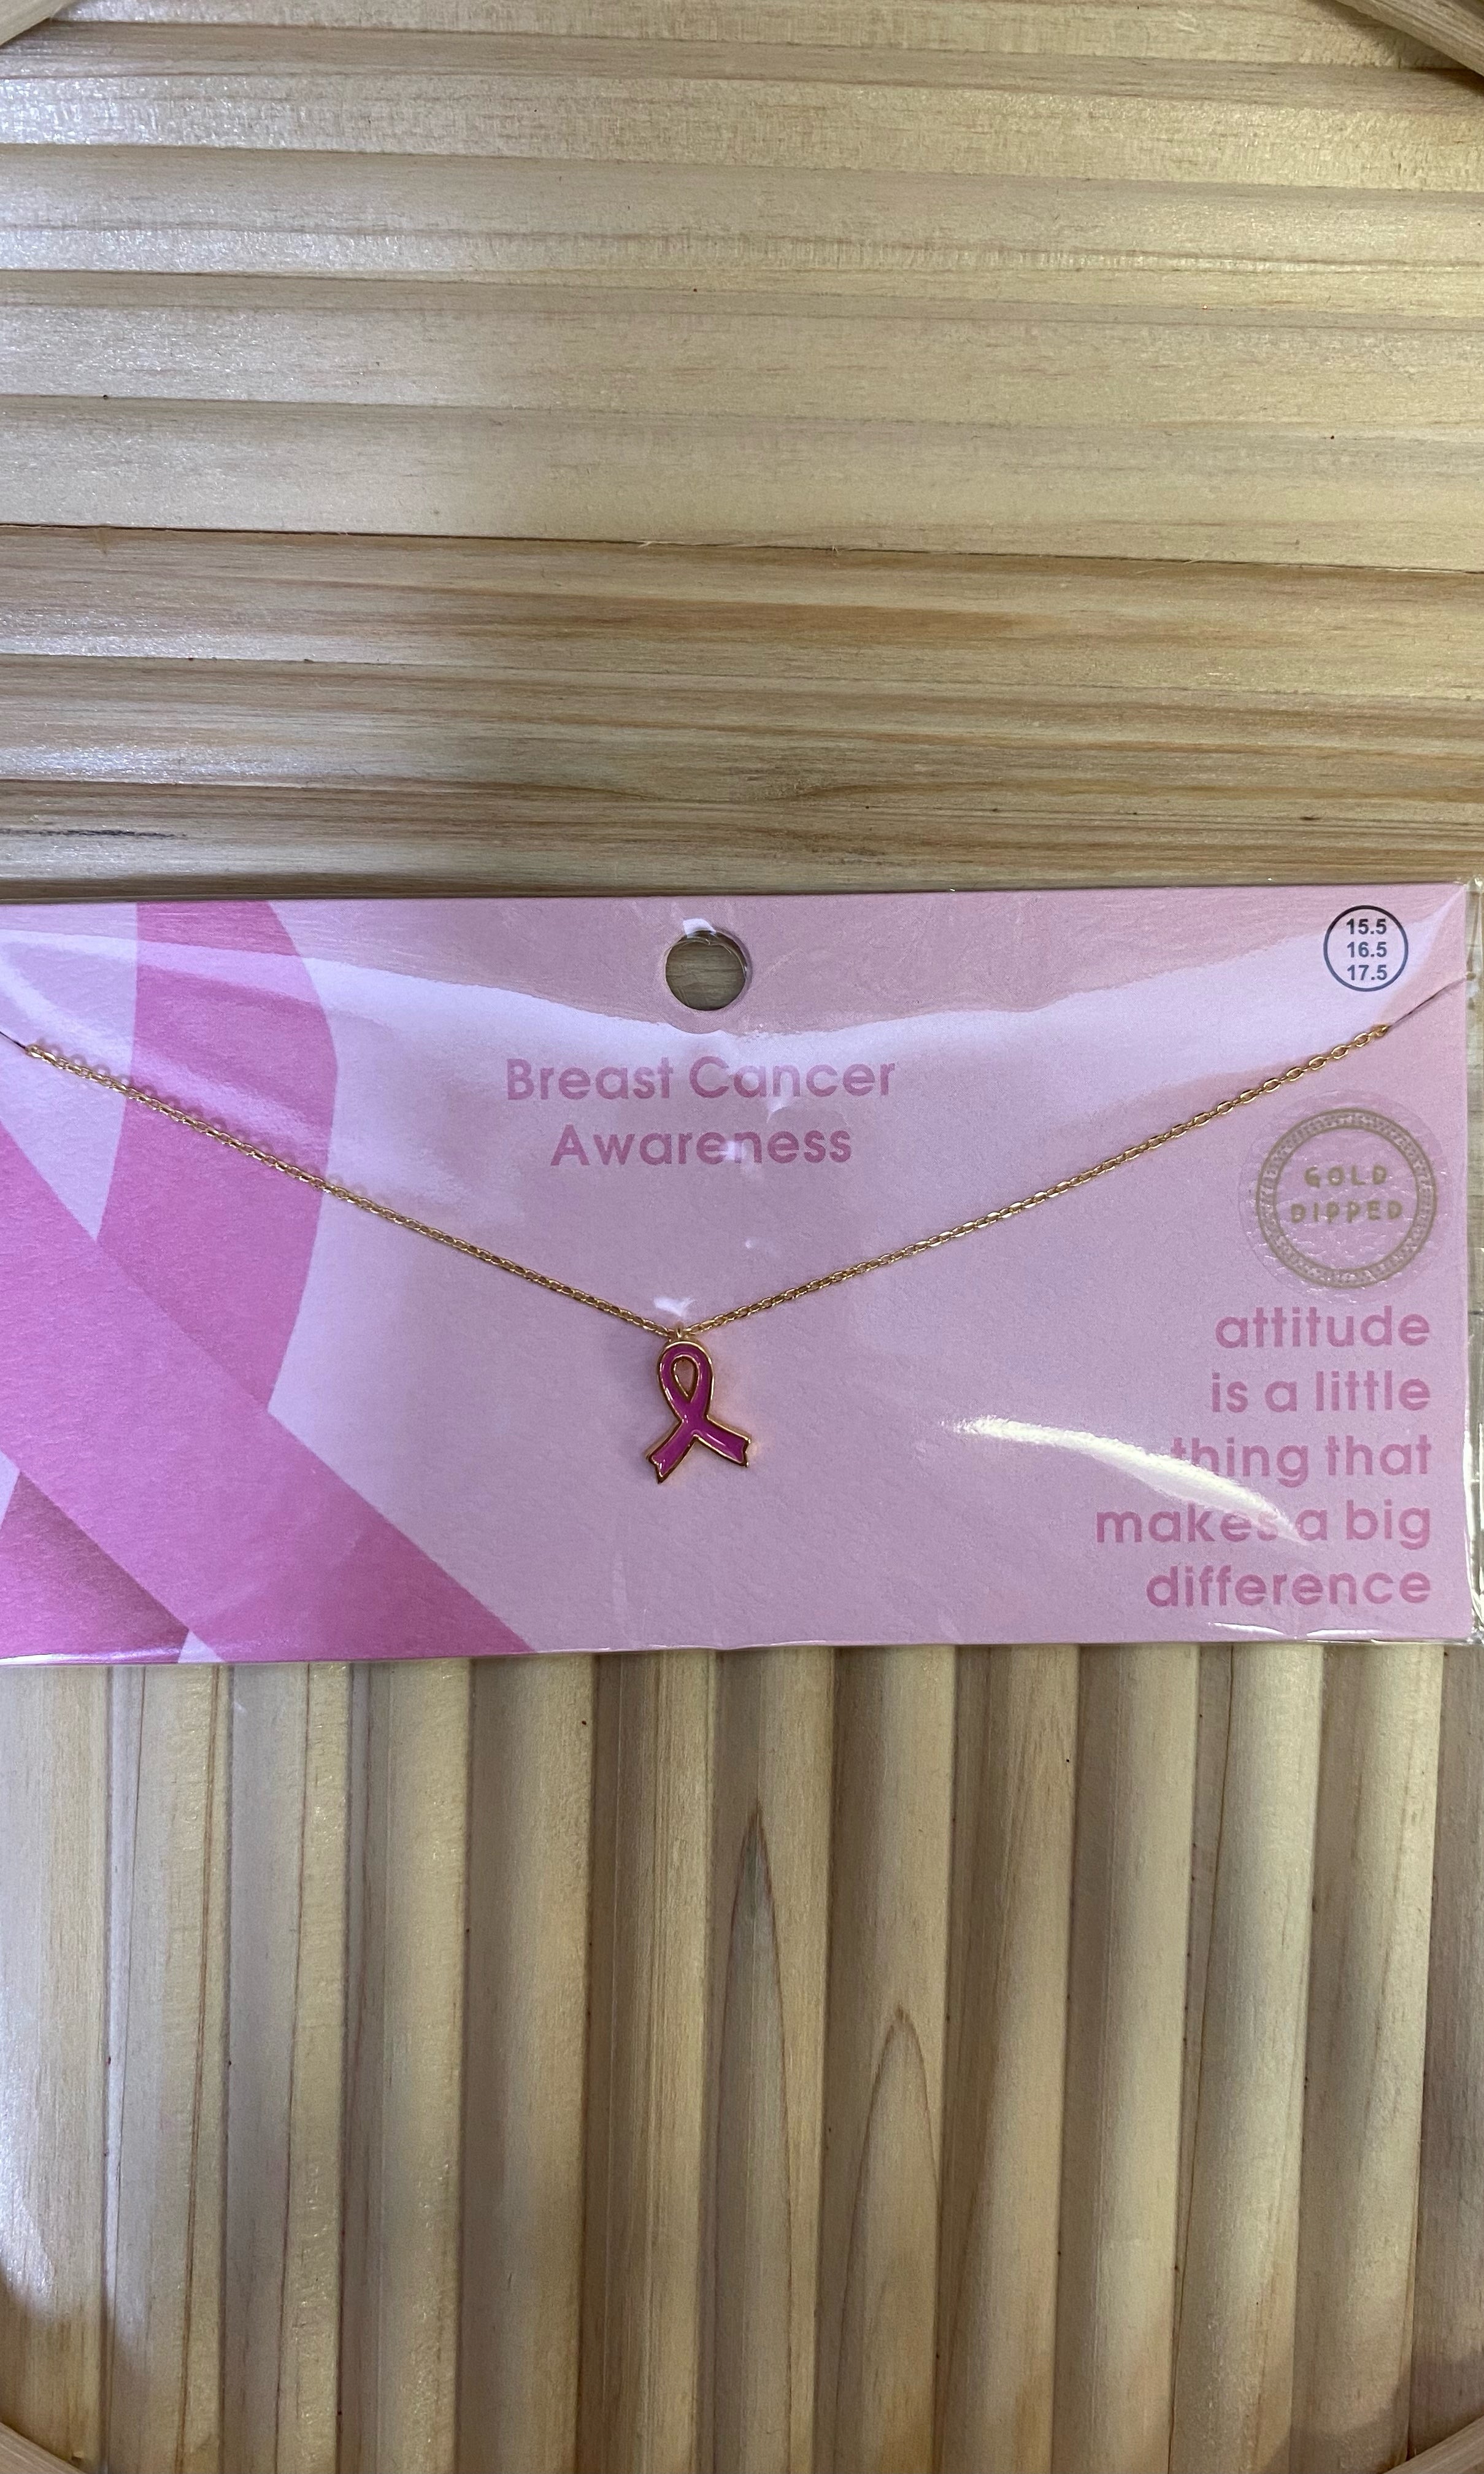 15.5
16.5
17.5
Breast Cancer
Awareness
GOLD
DIPPED
attitude
is a little
thing that
makes a big
difference